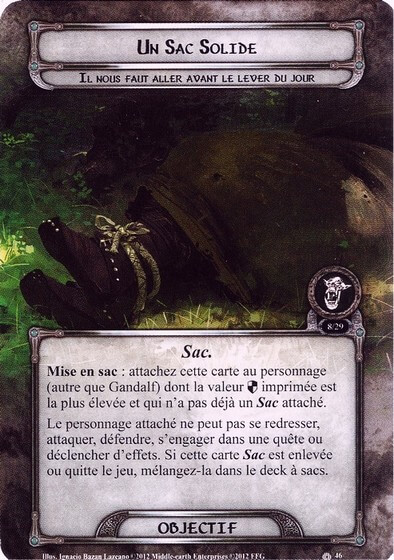 Un Sac Solide
Il nous faut aller avant le lever du jour
8/29
Sac.
Mise en sac : attachez cette carte au personnage
(autre que Gandalf) dont la valeur imprimée est
la plus élevée et qui n'a pas déjà un Sac attaché.
Le personnage attaché ne peut pas se redresser,
attaquer, défendre, s'engager dans une quête ou
déclencher d'effets. Si cette carte Sac est enlevée
ou quitte le jeu, mélangez-la dans le deck à sacs.
OBJECTIF
Illus. Ignacio Bazan Lazcano ©2012 Middle-earth Enterprises ©2012 FFG 46